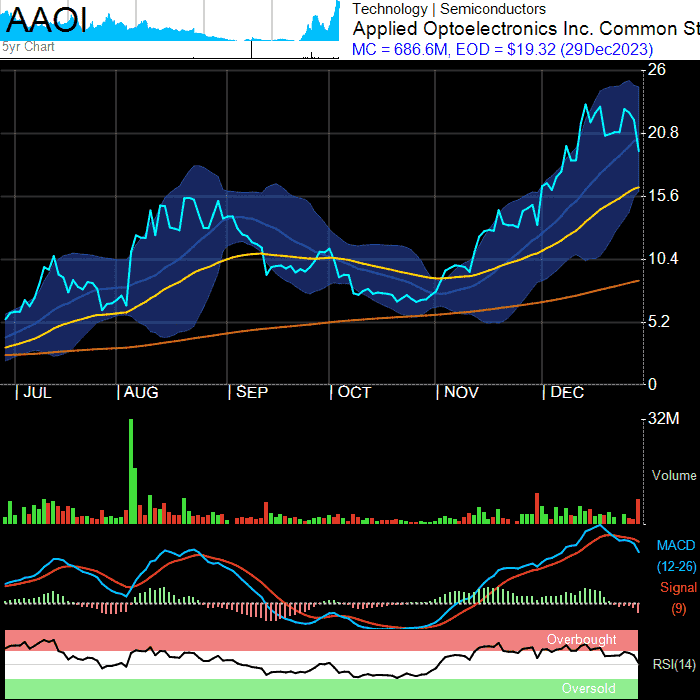 AAOI
5yr Chart
Technology | Semiconductors
Applied Optoelectronics Inc. Common St
MC = 686.6M, EOD = $19.32 (29Dec2023)
26
20.8
15.6
10.4
5.2
0
JUL AUG SEP OCT NOV DEC
32M
Volume
MACD
(12-26)
Signal
(9)
Overbought
RSI(14)
Oversold